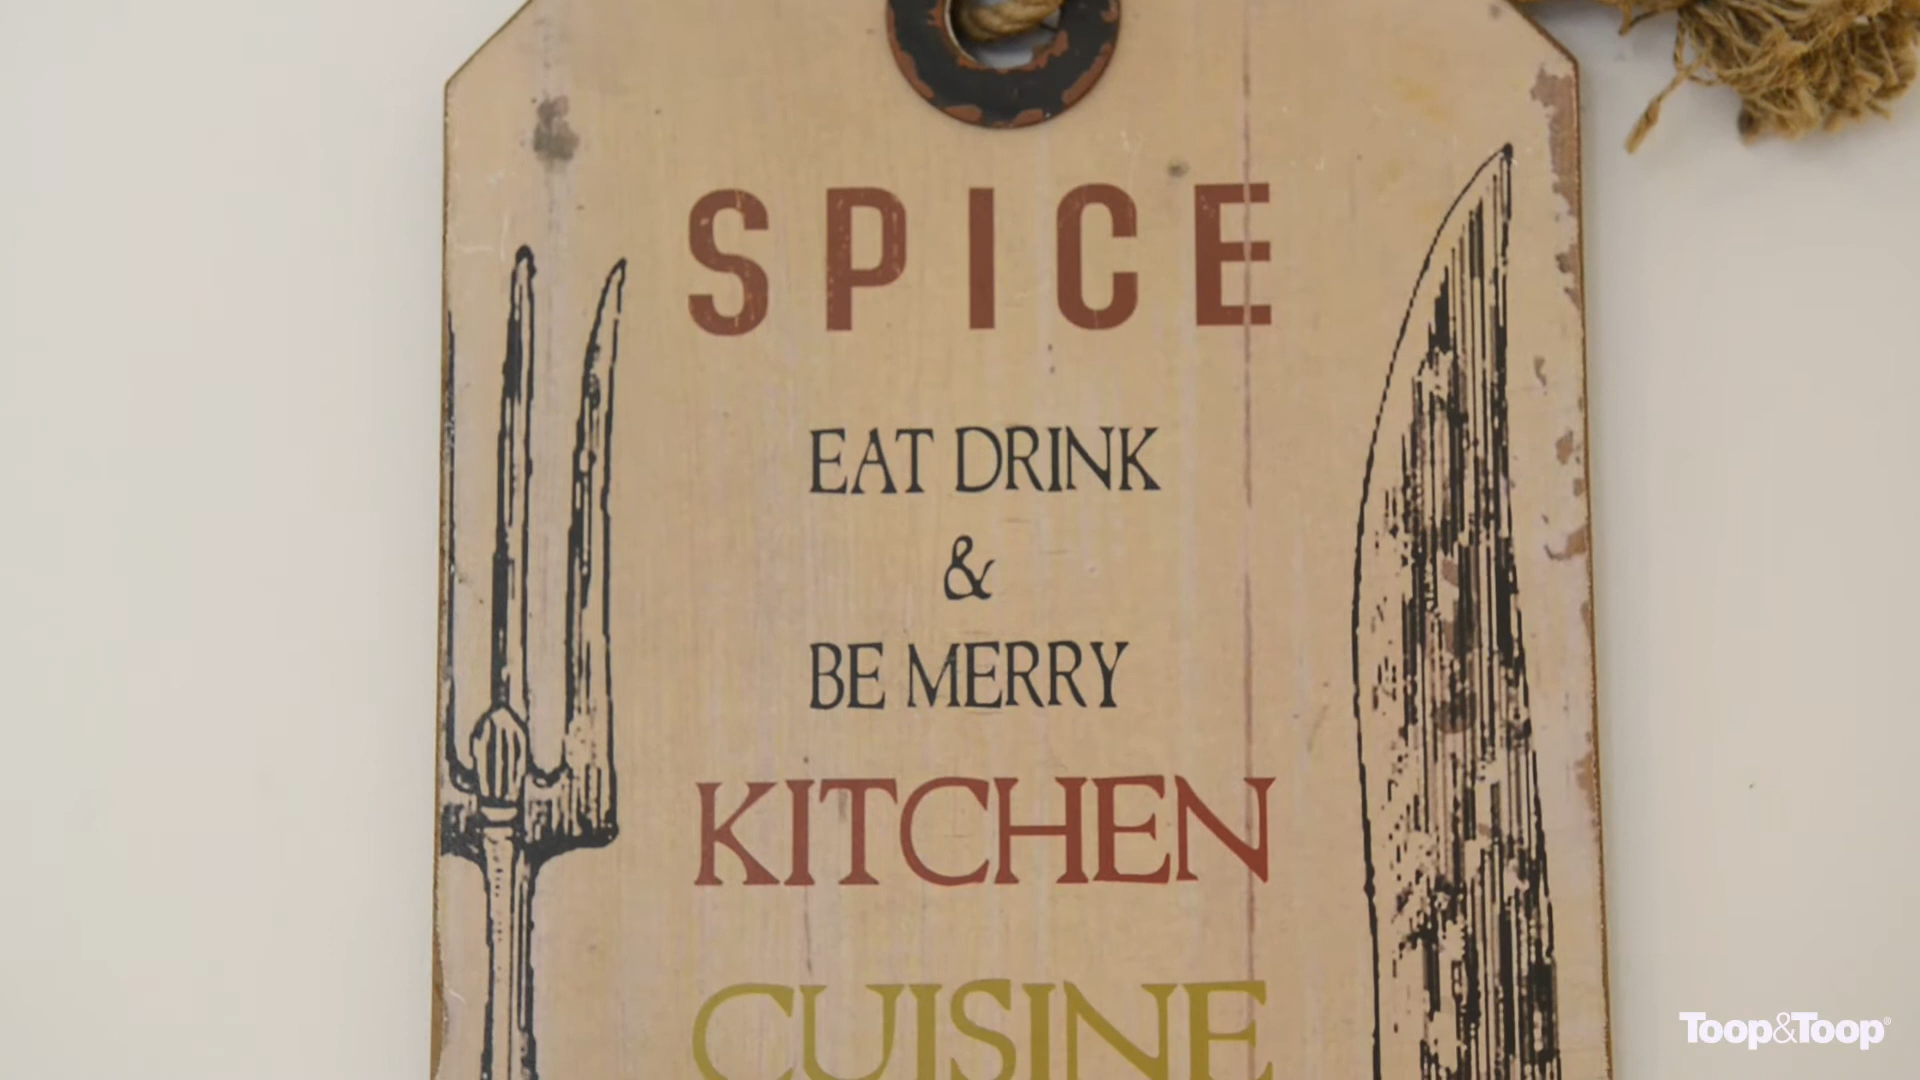 SPICE
EAT DRINK
&
BE MERRY
KITCHEN
CUISINE
Toop&Toop®